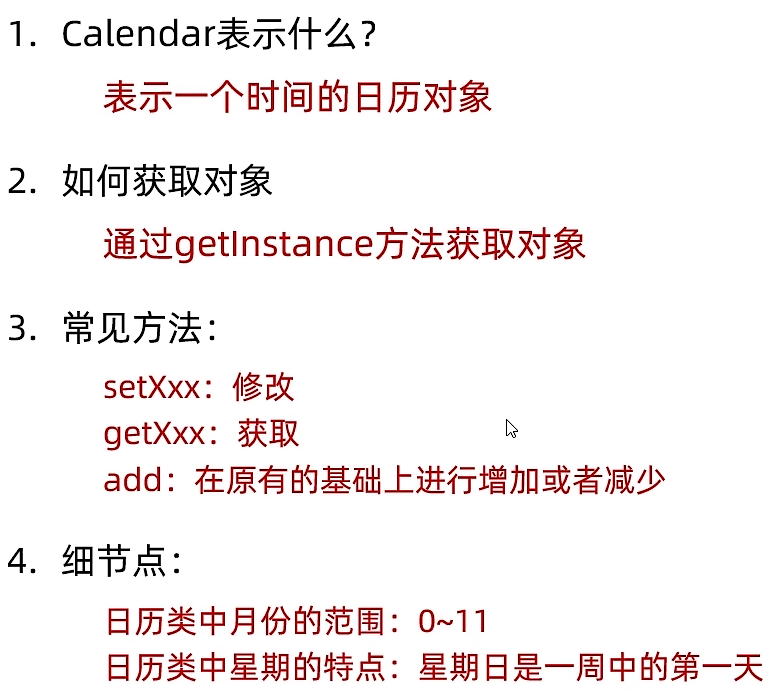 1. Calendar表示什么?
表示一个时间的日历对象
2. 如何获取对象
通过getInstance方法获取对象
3. 常见方法：
setXxx：修改
getXxx：获取
add：在原有的基础上进行增加或者减少
4. 细节点：
日历类中月份的范围：0~11
日历类中星期的特点：星期日是一周中的第一天